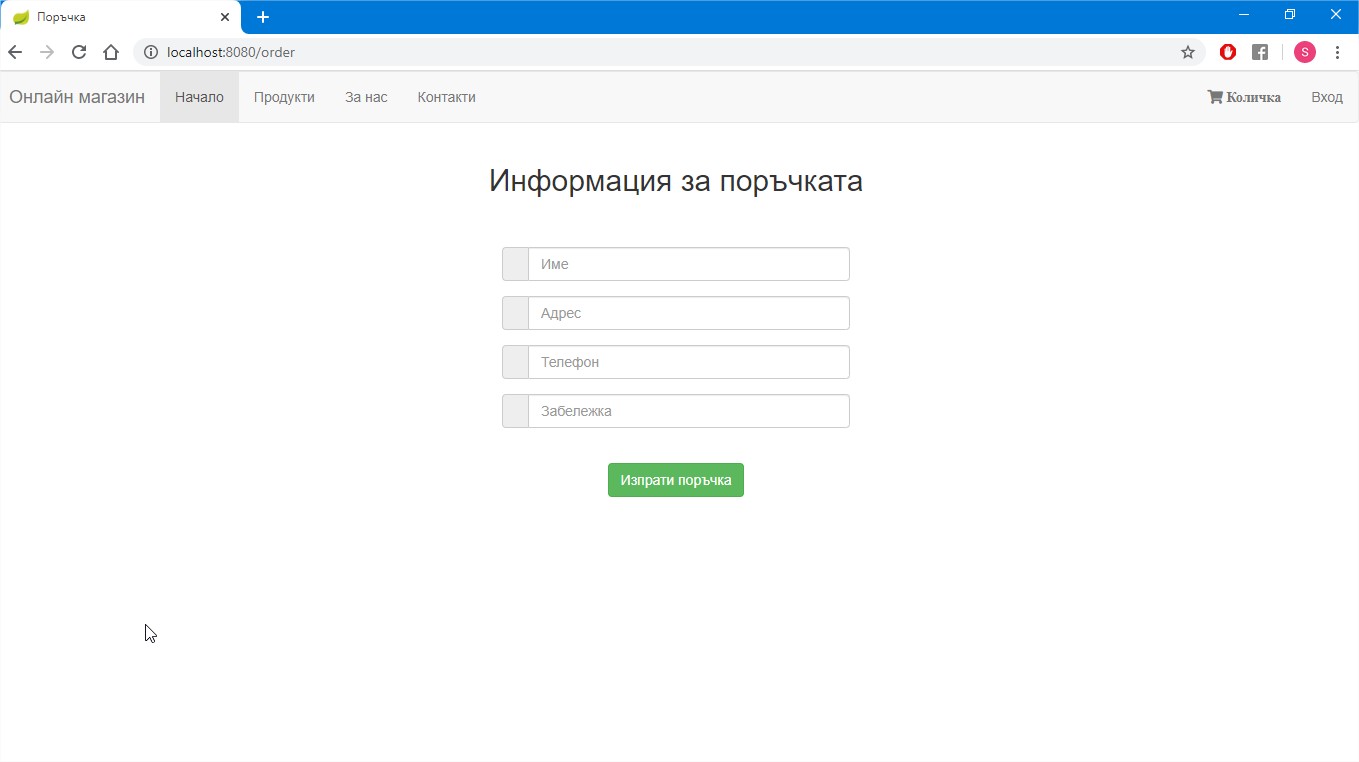 Поръчка
localhost:8080/order
S
Онлайн магазин
Начало
Продукти
За нас
Контакти
Количка
Вход
Информация за поръчката
Име
Адрес
Телефон
Забележка
Изпрати поръчка